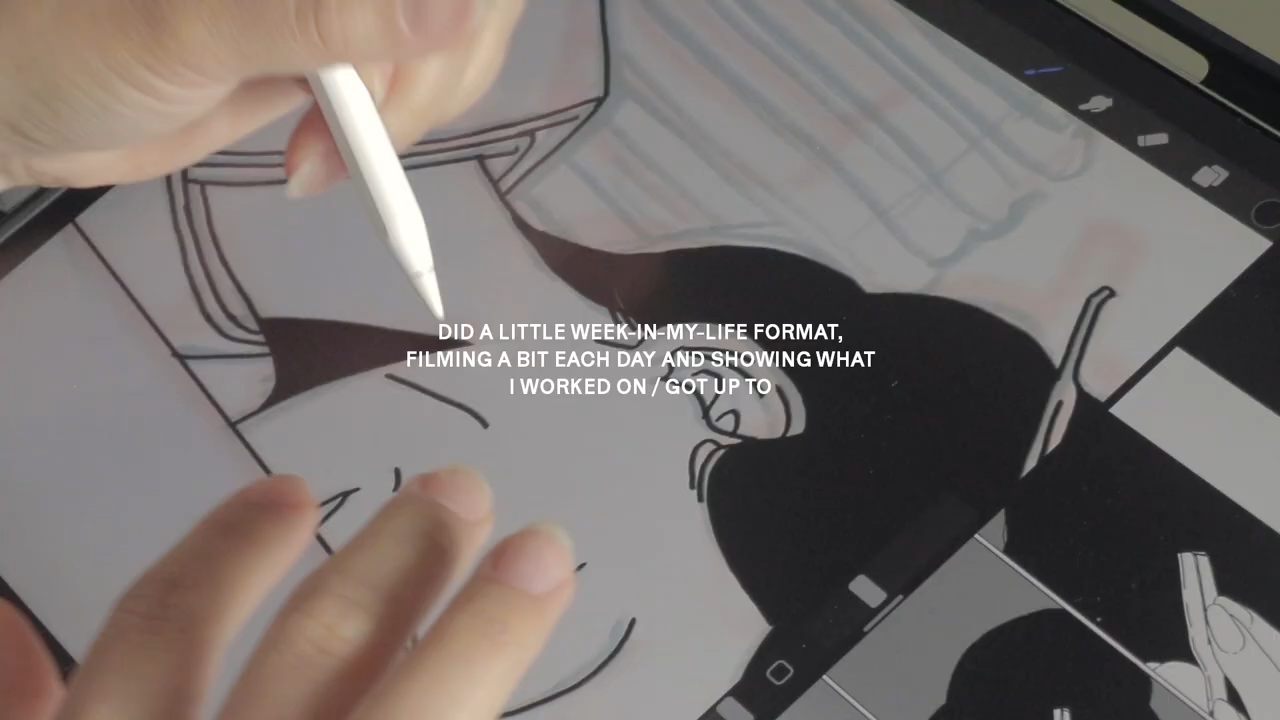 DID A LITTLE WEEK-IN-MY-LIFE FORMAT,
FILMING A BIT EACH DAY AND SHOWING WHAT
I WORKED ON / GOT UP TO